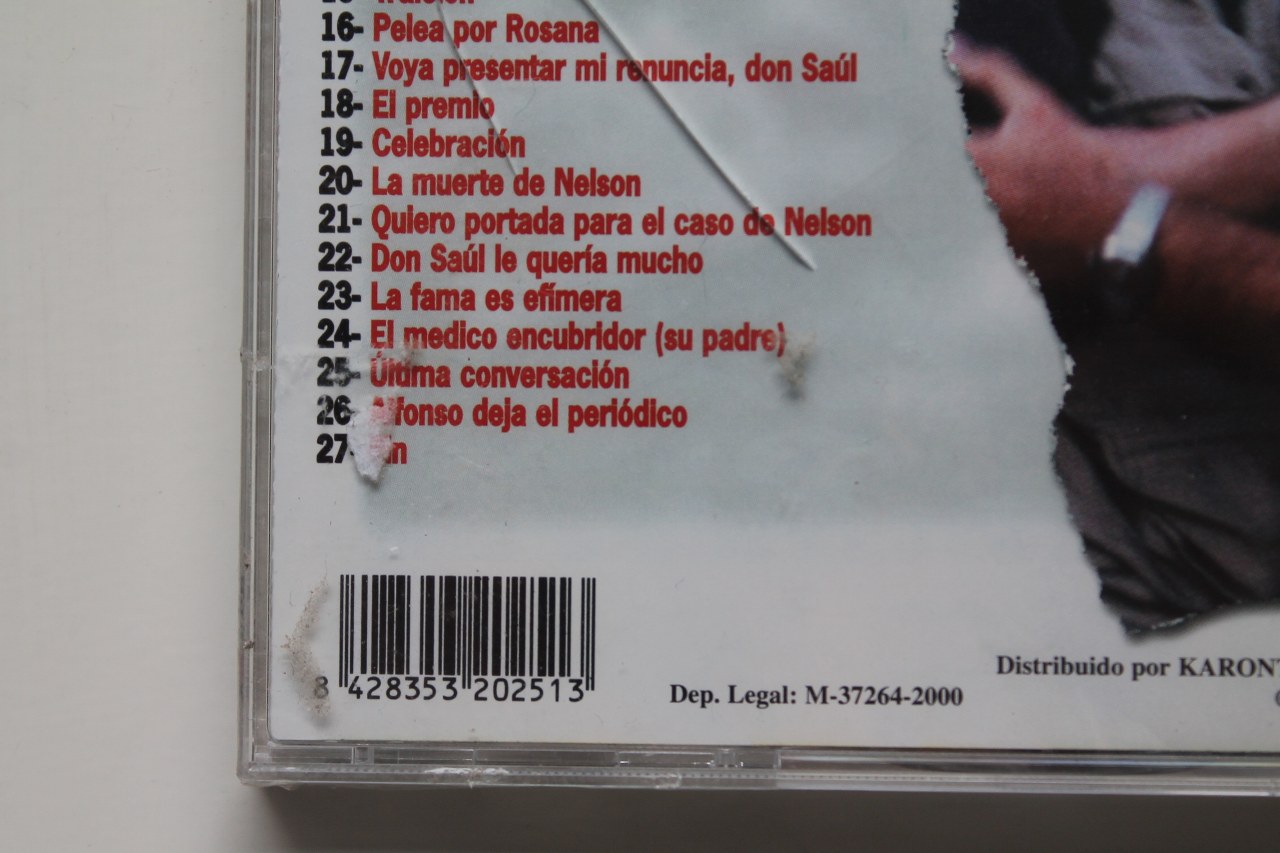 16- Pelea por Rosana
17- Voya presentar mi renuncia, don Saúl
18- El premio
19- Celebración
20- La muerte de Nelson
21- Quiero portada para el caso de Nelson
22- Don Saúl le quería mucho
23- La fama es efímera
24- El medico encubridor (su padre)
25- Última conversación
26- Alfonso deja el periódico
27-
8 428353 202513
Dep. Legal: M-37264-2000
Distribuido por